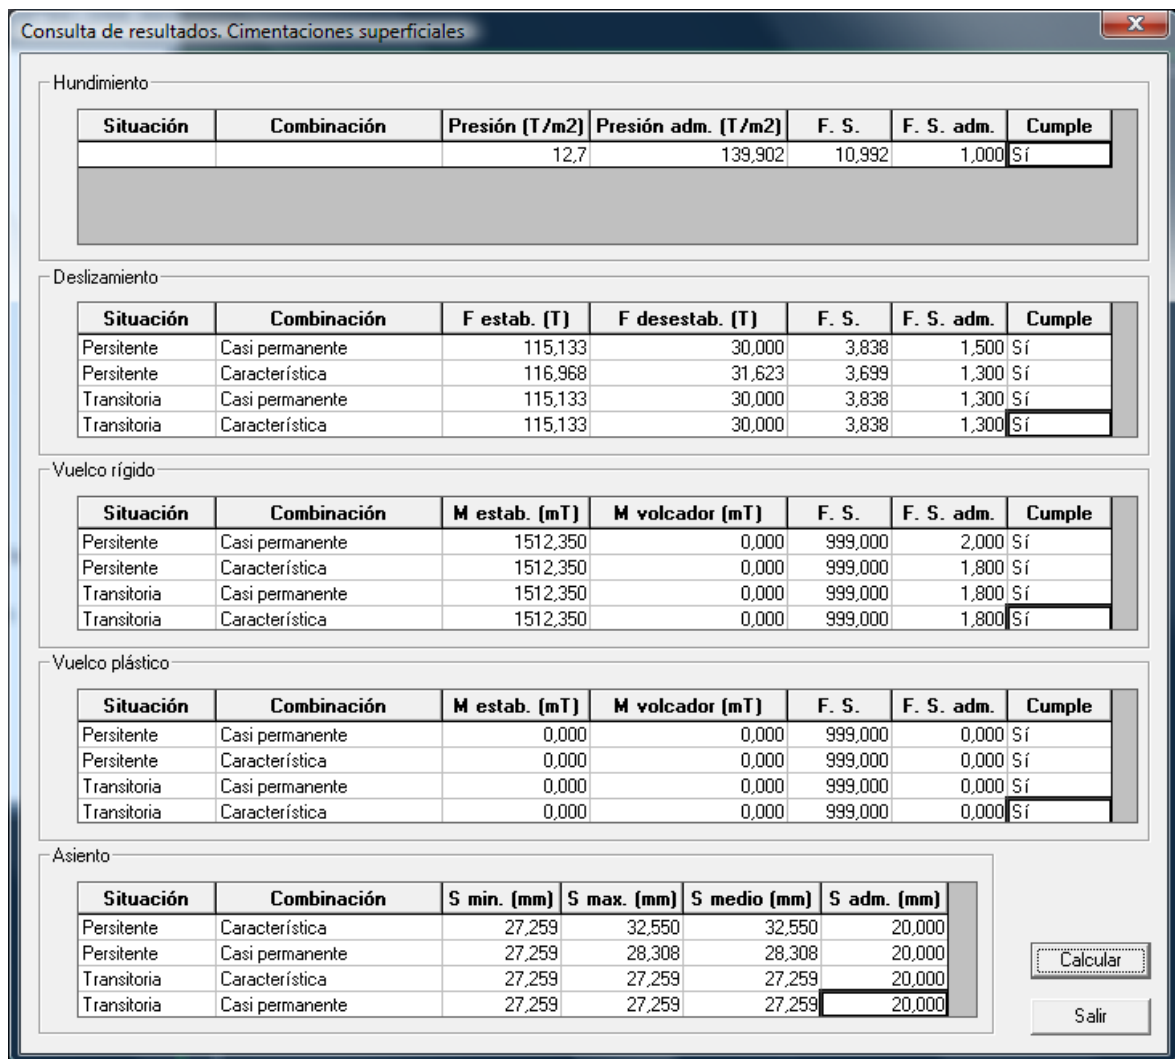 Consulta de resultados. Cimentaciones superficiales
Hundimiento
Situación Combinación Presión (T/m2) Presión adm. (T/m2) F. S. F. S. adm. Cumple
12,7 139,902 10,992 1,000 Sí
Deslizamiento
Situación Combinación F estab. (T) F desestab. (T) F. S. F. S. adm. Cumple
Persitente Casi permanente 115,133 30,000 3,838 1,500 Sí
Persitente Característica 116,968 31,623 3,699 1,300 Sí
Transitoria Casi permanente 115,133 30,000 3,838 1,300 Sí
Transitoria Característica 115,133 30,000 3,838 1,300 Sí
Vuelco rígido
Situación Combinación M estab. (mT) M volcador (mT) F. S. F. S. adm. Cumple
Persitente Casi permanente 1512,350 0,000 999,000 2,000 Sí
Persitente Característica 1512,350 0,000 999,000 1,800 Sí
Transitoria Casi permanente 1512,350 0,000 999,000 1,800 Sí
Transitoria Característica 1512,350 0,000 999,000 1,800 Sí
Vuelco plástico
Situación Combinación M estab. (mT) M volcador (mT) F. S. F. S. adm. Cumple
Persitente Casi permanente 0,000 0,000 999,000 0,000 Sí
Persitente Característica 0,000 0,000 999,000 0,000 Sí
Transitoria Casi permanente 0,000 0,000 999,000 0,000 Sí
Transitoria Característica 0,000 0,000 999,000 0,000 Sí
Asiento
Situación Combinación S min. (mm) S max. (mm) S medio (mm) S adm. (mm)
Persitente Característica 27,259 32,550 32,550 20,000
Persitente Casi permanente 27,259 28,308 28,308 20,000
Transitoria Característica 27,259 27,259 27,259 20,000
Transitoria Casi permanente 27,259 27,259 27,259 20,000
Calcular
Salir